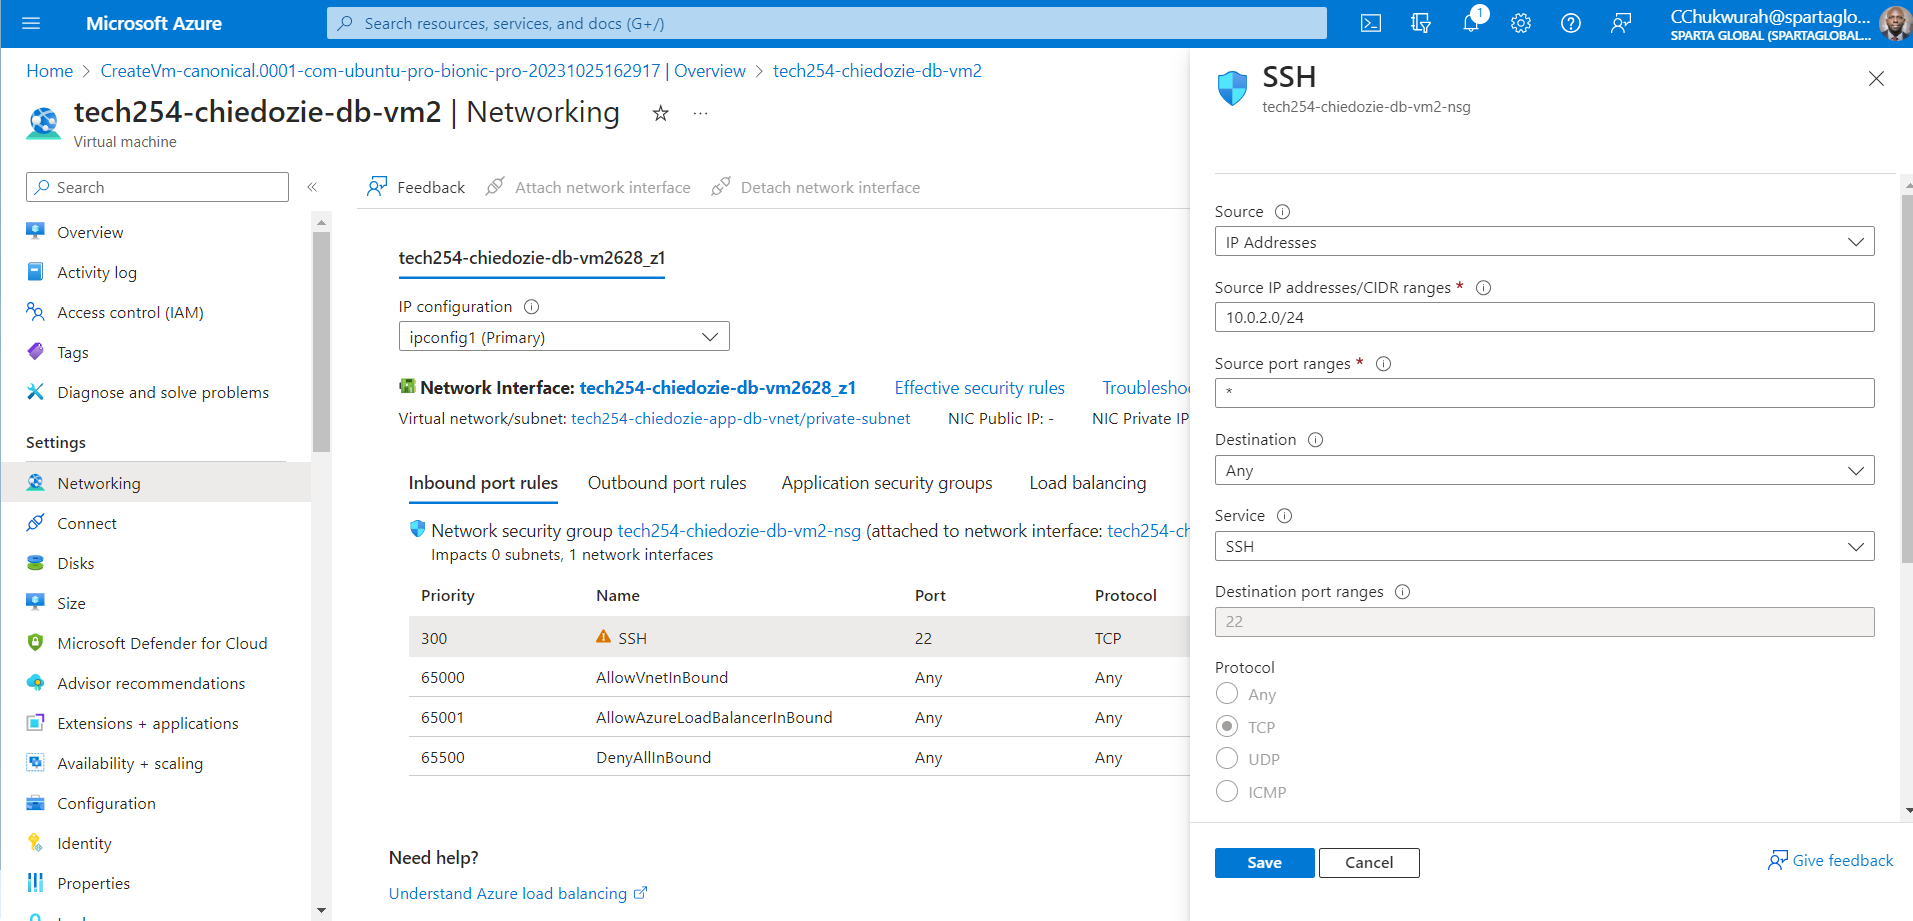 Microsoft Azure
Search resources, services, and docs (G+/)
1
CChukwurah@spartaglo...
SPARTA GLOBAL (SPARTAGLOBAL...
Home > CreateVm-canonical.0001-com-ubuntu-pro-bionic-pro-20231025162917 | Overview > tech254-chiedozie-db-vm2
tech254-chiedozie-db-vm2 | Networking
Virtual machine
Search
Overview
Activity log
Access control (IAM)
Tags
Diagnose and solve problems
Settings
Networking
Connect
Disks
Size
Microsoft Defender for Cloud
Advisor recommendations
Extensions + applications
Availability + scaling
Configuration
Identity
Properties
Feedback Attach network interface Detach network interface
tech254-chiedozie-db-vm2628_z1
IP configuration
ipconfig1 (Primary)
Network Interface: tech254-chiedozie-db-vm2628_z1 Effective security rules Troublesho
Virtual network/subnet: tech254-chiedozie-app-db-vnet/private-subnet NIC Public IP: - NIC Private IP
Inbound port rules Outbound port rules Application security groups Load balancing
Network security group tech254-chiedozie-db-vm2-nsg (attached to network interface: tech254-ch
Impacts 0 subnets, 1 network interfaces
Priority Name Port Protocol
300 SSH 22 TCP
65000 AllowVnetInBound Any Any
65001 AllowAzureLoadBalancerInBound Any Any
65500 DenyAllInBound Any Any
Need help?
Understand Azure load balancing
SSH
tech254-chiedozie-db-vm2-nsg
Source
IP Addresses
Source IP addresses/CIDR ranges *
10.0.2.0/24
Source port ranges *
*
Destination
Any
Service
SSH
Destination port ranges
22
Protocol
Any
TCP
UDP
ICMP
Save Cancel Give feedback